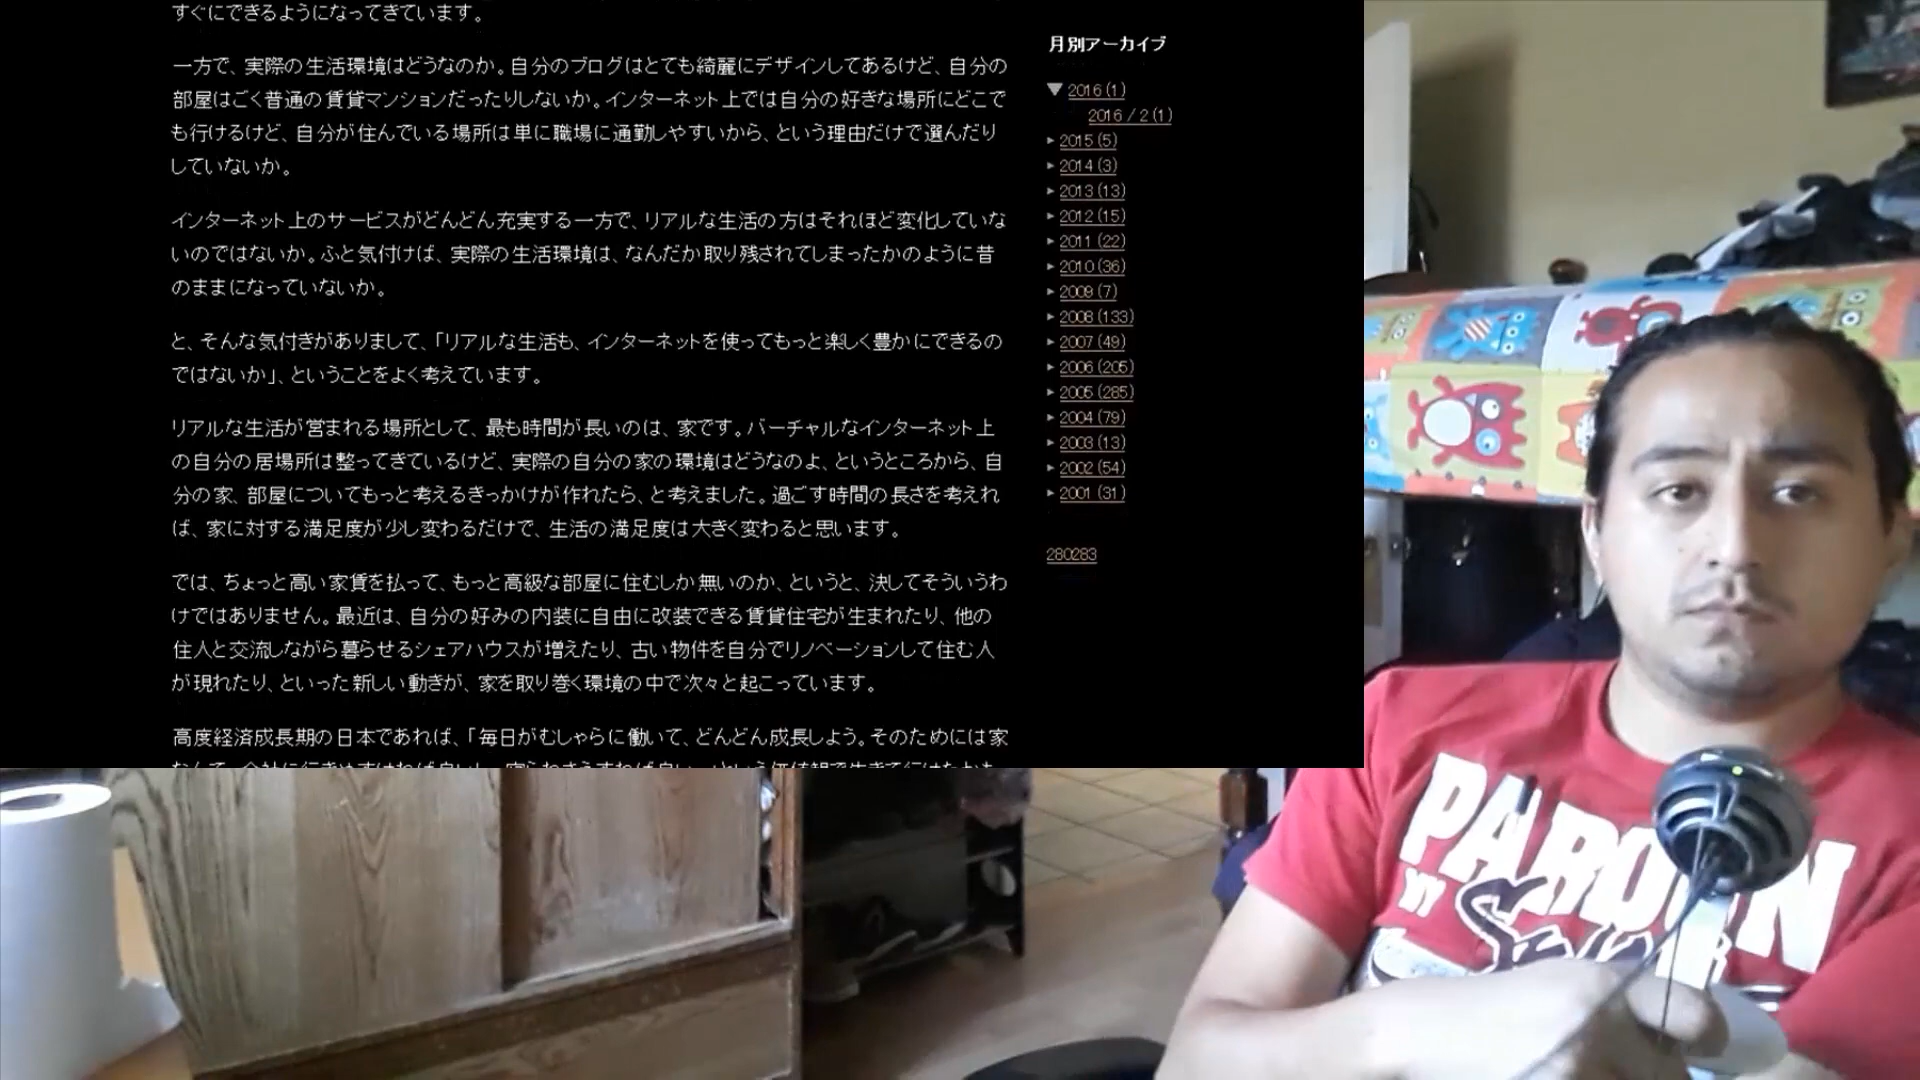 すぐにできるようになってきています。
一方で、実際の生活環境はどうなのか。自分のブログはとても綺麗にデザインしてあるけど、自分の
部屋はごく普通の賃貸マンションだったりしないか。インターネット上では自分の好きな場所にどこで
も行けるけど、自分が住んでいる場所は単に職場に通勤しやすいから、という理由だけで選んだり
していないか。
インターネット上のサービスがどんどん充実する一方で、リアルな生活の方はそれほど変化していな
いのではないか。ふと気付けば、実際の生活環境は、なんだか取り残されてしまったかのように昔
のままになっていないか。
と、そんな気付きがありまして、「リアルな生活も、インターネットを使ってもっと楽しく豊かにできるの
ではないか」、ということをよく考えています。
リアルな生活が営まれる場所として、最も時間が長いのは、家です。バーチャルなインターネット上
の自分の居場所は整ってきているけど、実際の自分の家の環境はどうなのよ、というところから、自
分の家、部屋についてもっと考えるきっかけが作れたら、と考えました。過ごす時間の長さを考えれ
ば、家に対する満足度が少し変わるだけで、生活の満足度は大きく変わると思います。
では、ちょっと高い家賃を払って、もっと高級な部屋に住むしか無いのか、というと、決してそういうわ
けではありません。最近は、自分の好みの内装に自由に改装できる賃貸住宅が生まれたり、他の
住人と交流しながら暮らせるシェアハウスが増えたり、古い物件を自分でリノベーションして住む人
が現れたり、といった新しい動きが、家を取り巻く環境の中で次々と起こっています。
高度経済成長期の日本であれば、「毎日がむしゃらに働いて、どんどん成長しよう。そのためには家
月別アーカイブ
▼ 2016 (1)
2016 / 2 (1)
► 2015 (5)
► 2014 (3)
► 2013 (13)
► 2012 (15)
► 2011 (22)
► 2010 (36)
► 2009 (7)
► 2008 (133)
► 2007 (49)
► 2006 (205)
► 2005 (285)
► 2004 (79)
► 2003 (13)
► 2002 (54)
► 2001 (31)
280283
MY